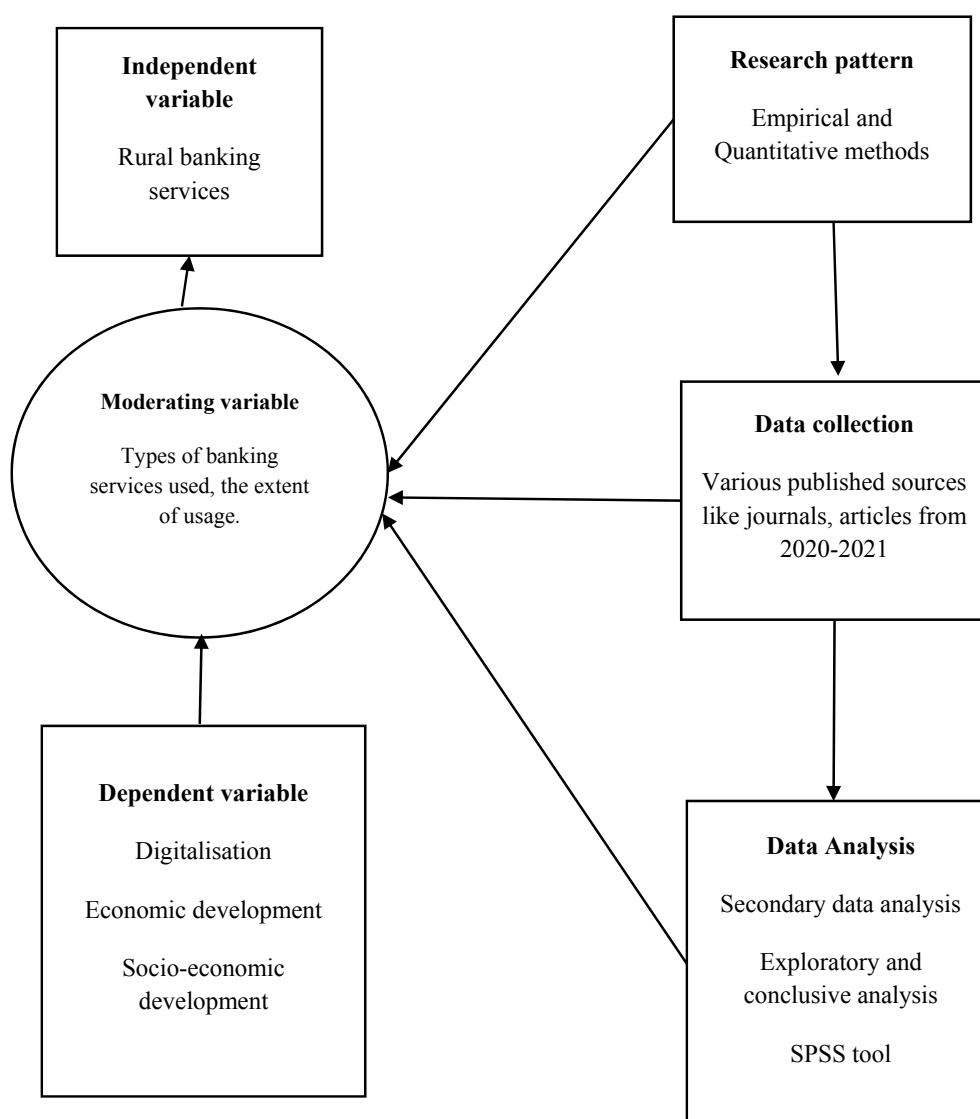 Independent
variable
Rural banking
services
Research pattern
Empirical and
Quantitative methods
Moderating variable
Types of banking
services used, the extent
of usage.
Data collection
Various published sources
like journals, articles from
2020-2021
Dependent variable
Digitalisation
Economic development
Socio-economic
development
Data Analysis
Secondary data analysis
Exploratory and
conclusive analysis
SPSS tool